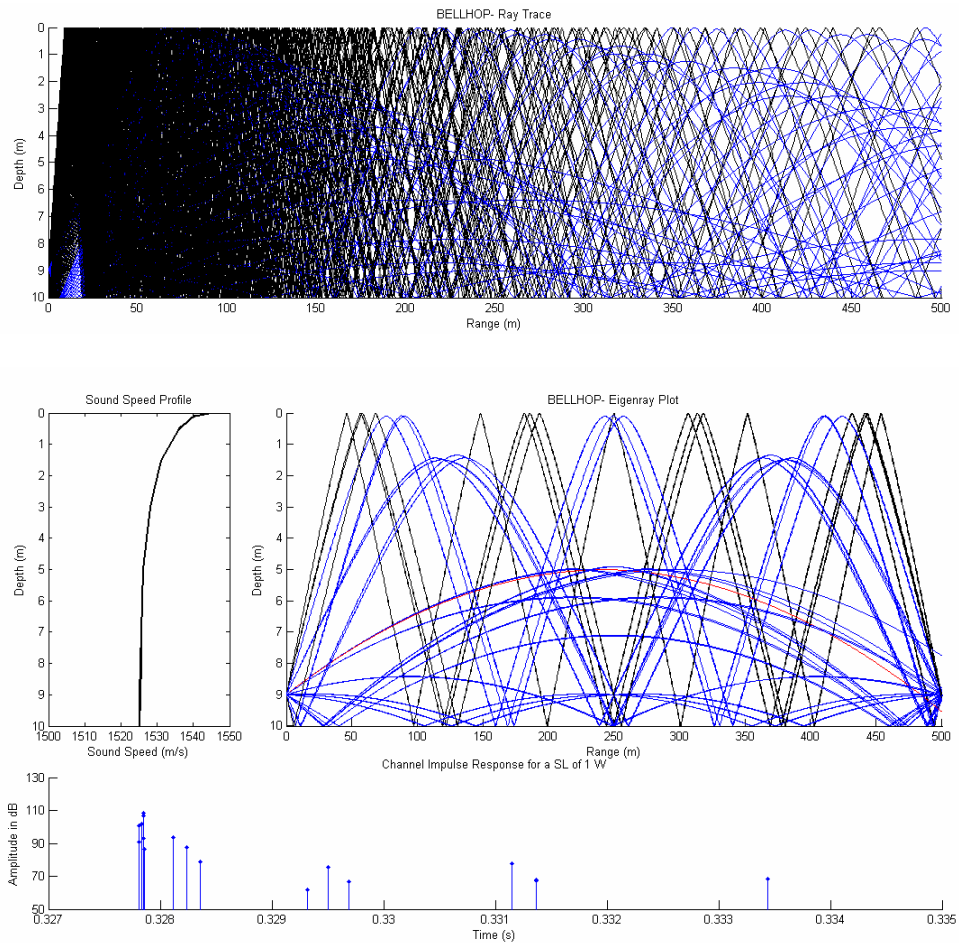 BELLHOP- Ray Trace
0
1
2
3
4
5
6
7
8
9
10
Depth (m)
0 50 100 150 200 250 300 350 400 450 500
Range (m)
Sound Speed Profile
0
1
2
3
4
5
6
7
8
9
10
Depth (m)
1500 1510 1520 1530 1540 1550
Sound Speed (m/s)
BELLHOP- Eigenray Plot
0
1
2
3
4
5
6
7
8
9
10
Depth (m)
0 50 100 150 200 250 300 350 400 450 500
Range (m)
Channel Impulse Response for a SL of 1 W
130
110
90
70
50
Amplitude in dB
0.327 0.328 0.329 0.33 0.331 0.332 0.333 0.334 0.335
Time (s)